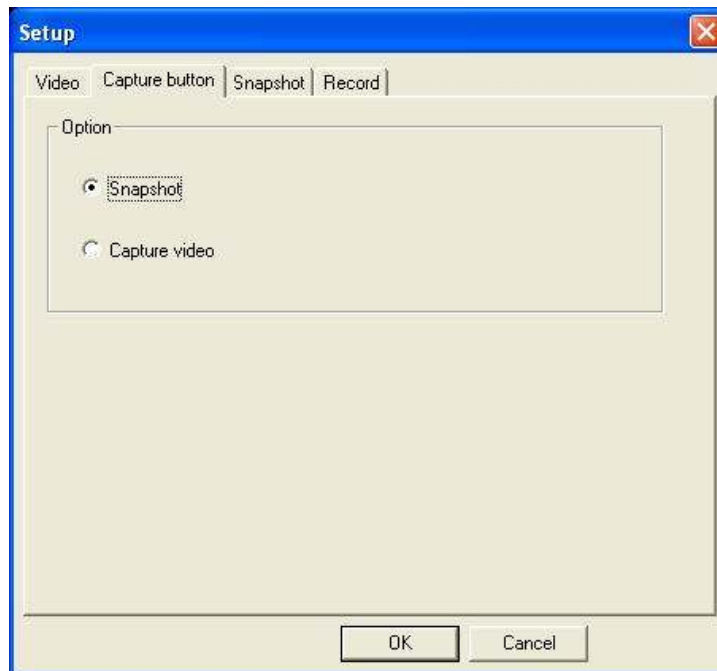 Setup
Video Capture button Snapshot Record
Option
Snapshot
Capture video
OK Cancel